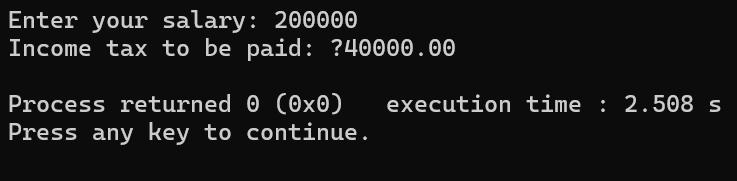 Enter your salary: 200000
Income tax to be paid: ?40000.00
Process returned 0 (0x0)   execution time : 2.508 s
Press any key to continue.